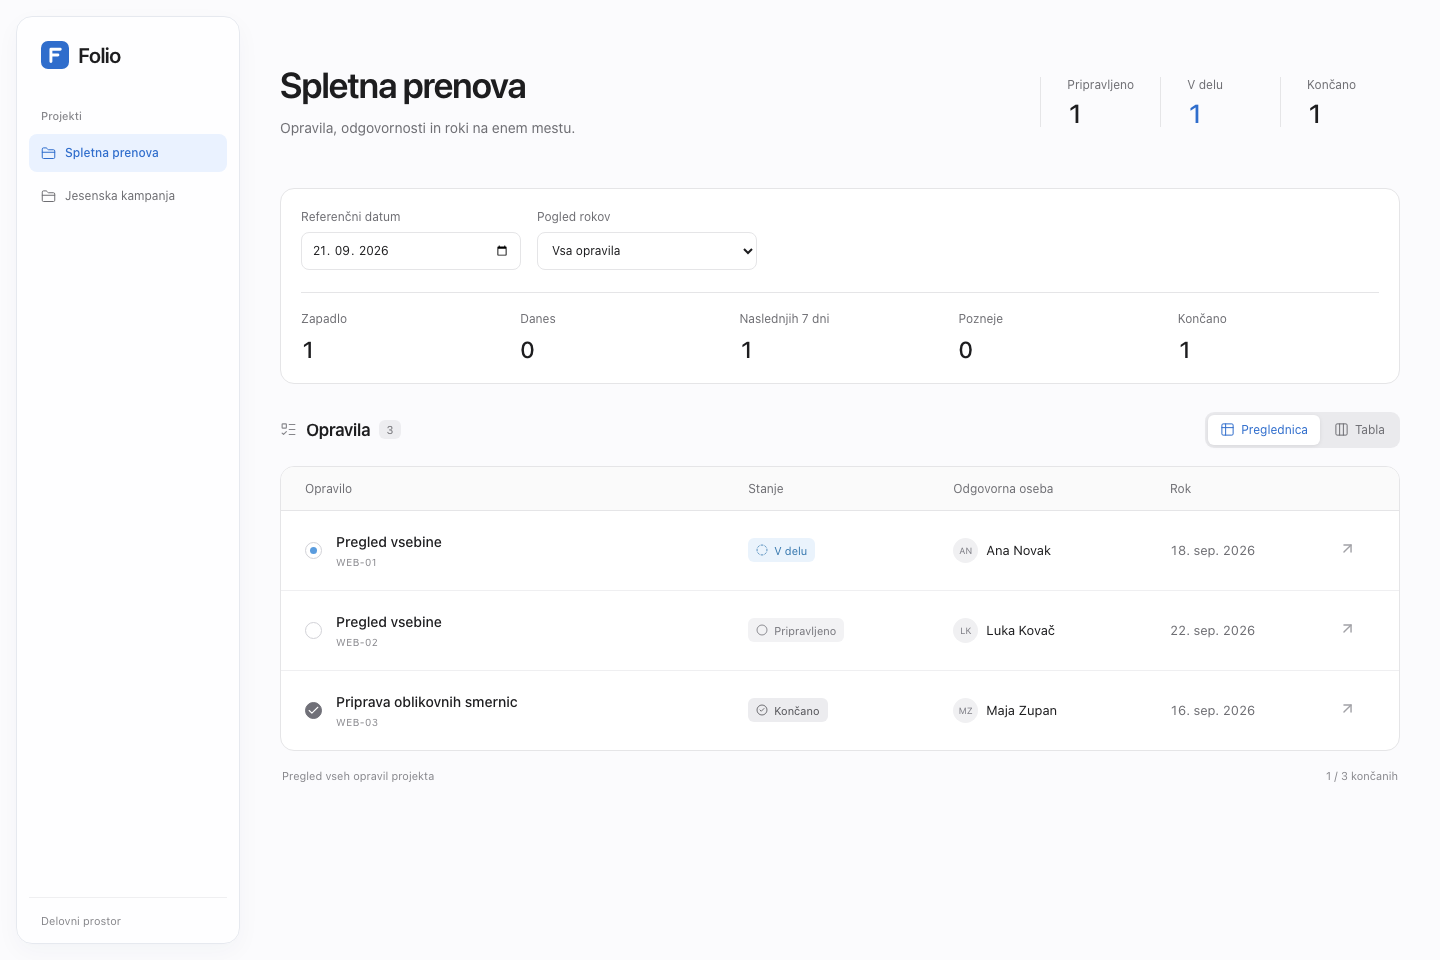 Folio
Projekti
Spletna prenova
Jesenska kampanja
Delovni prostor
Spletna prenova
Opravila, odgovornosti in roki na enem mestu.
Pripravljeno
1
V delu
1
Končano
1
Referenčni datum
21. 09. 2026
Pogled rokov
Vsa opravila
Zapadlo
1
Danes
0
Naslednjih 7 dni
1
Pozneje
0
Končano
1
Opravila 3
Preglednica
Tabla
Opravilo Stanje Odgovorna oseba Rok
Pregled vsebine
WEB-01
V delu
AN Ana Novak
18. sep. 2026
Pregled vsebine
WEB-02
Pripravljeno
LK Luka Kovač
22. sep. 2026
Priprava oblikovnih smernic
WEB-03
Končano
MZ Maja Zupan
16. sep. 2026
Pregled vseh opravil projekta
1 / 3 končanih